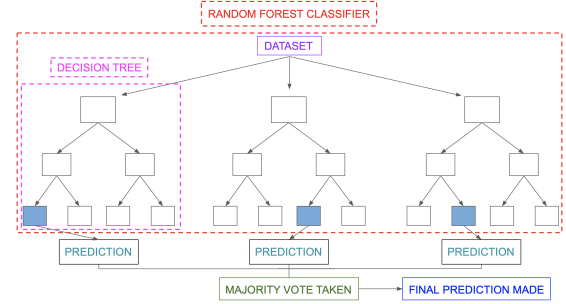 RANDOM FOREST CLASSIFIER
DATASET
DECISION TREE
PREDICTION
PREDICTION
PREDICTION
MAJORITY VOTE TAKEN
FINAL PREDICTION MADE